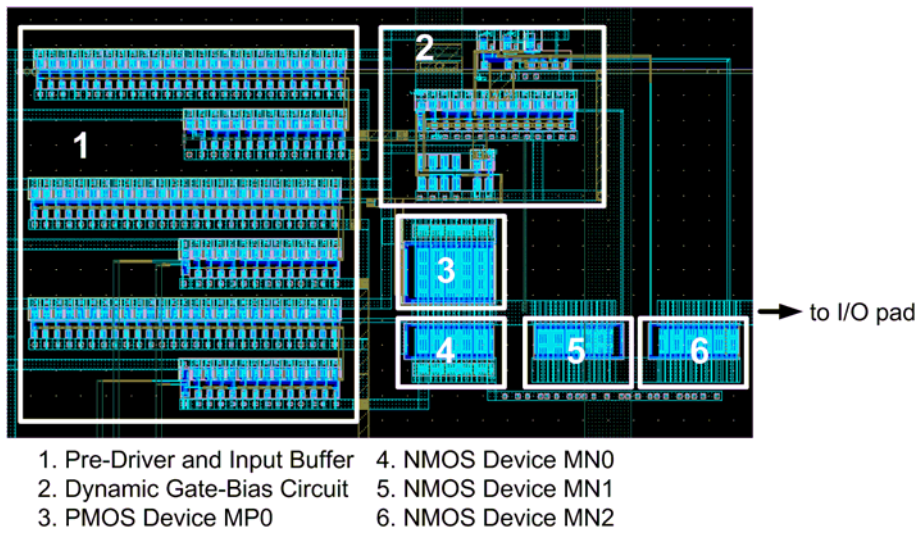 1
2
3
4
5
6
to I/O pad
1. Pre-Driver and Input Buffer
2. Dynamic Gate-Bias Circuit
3. PMOS Device MP0
4. NMOS Device MN0
5. NMOS Device MN1
6. NMOS Device MN2